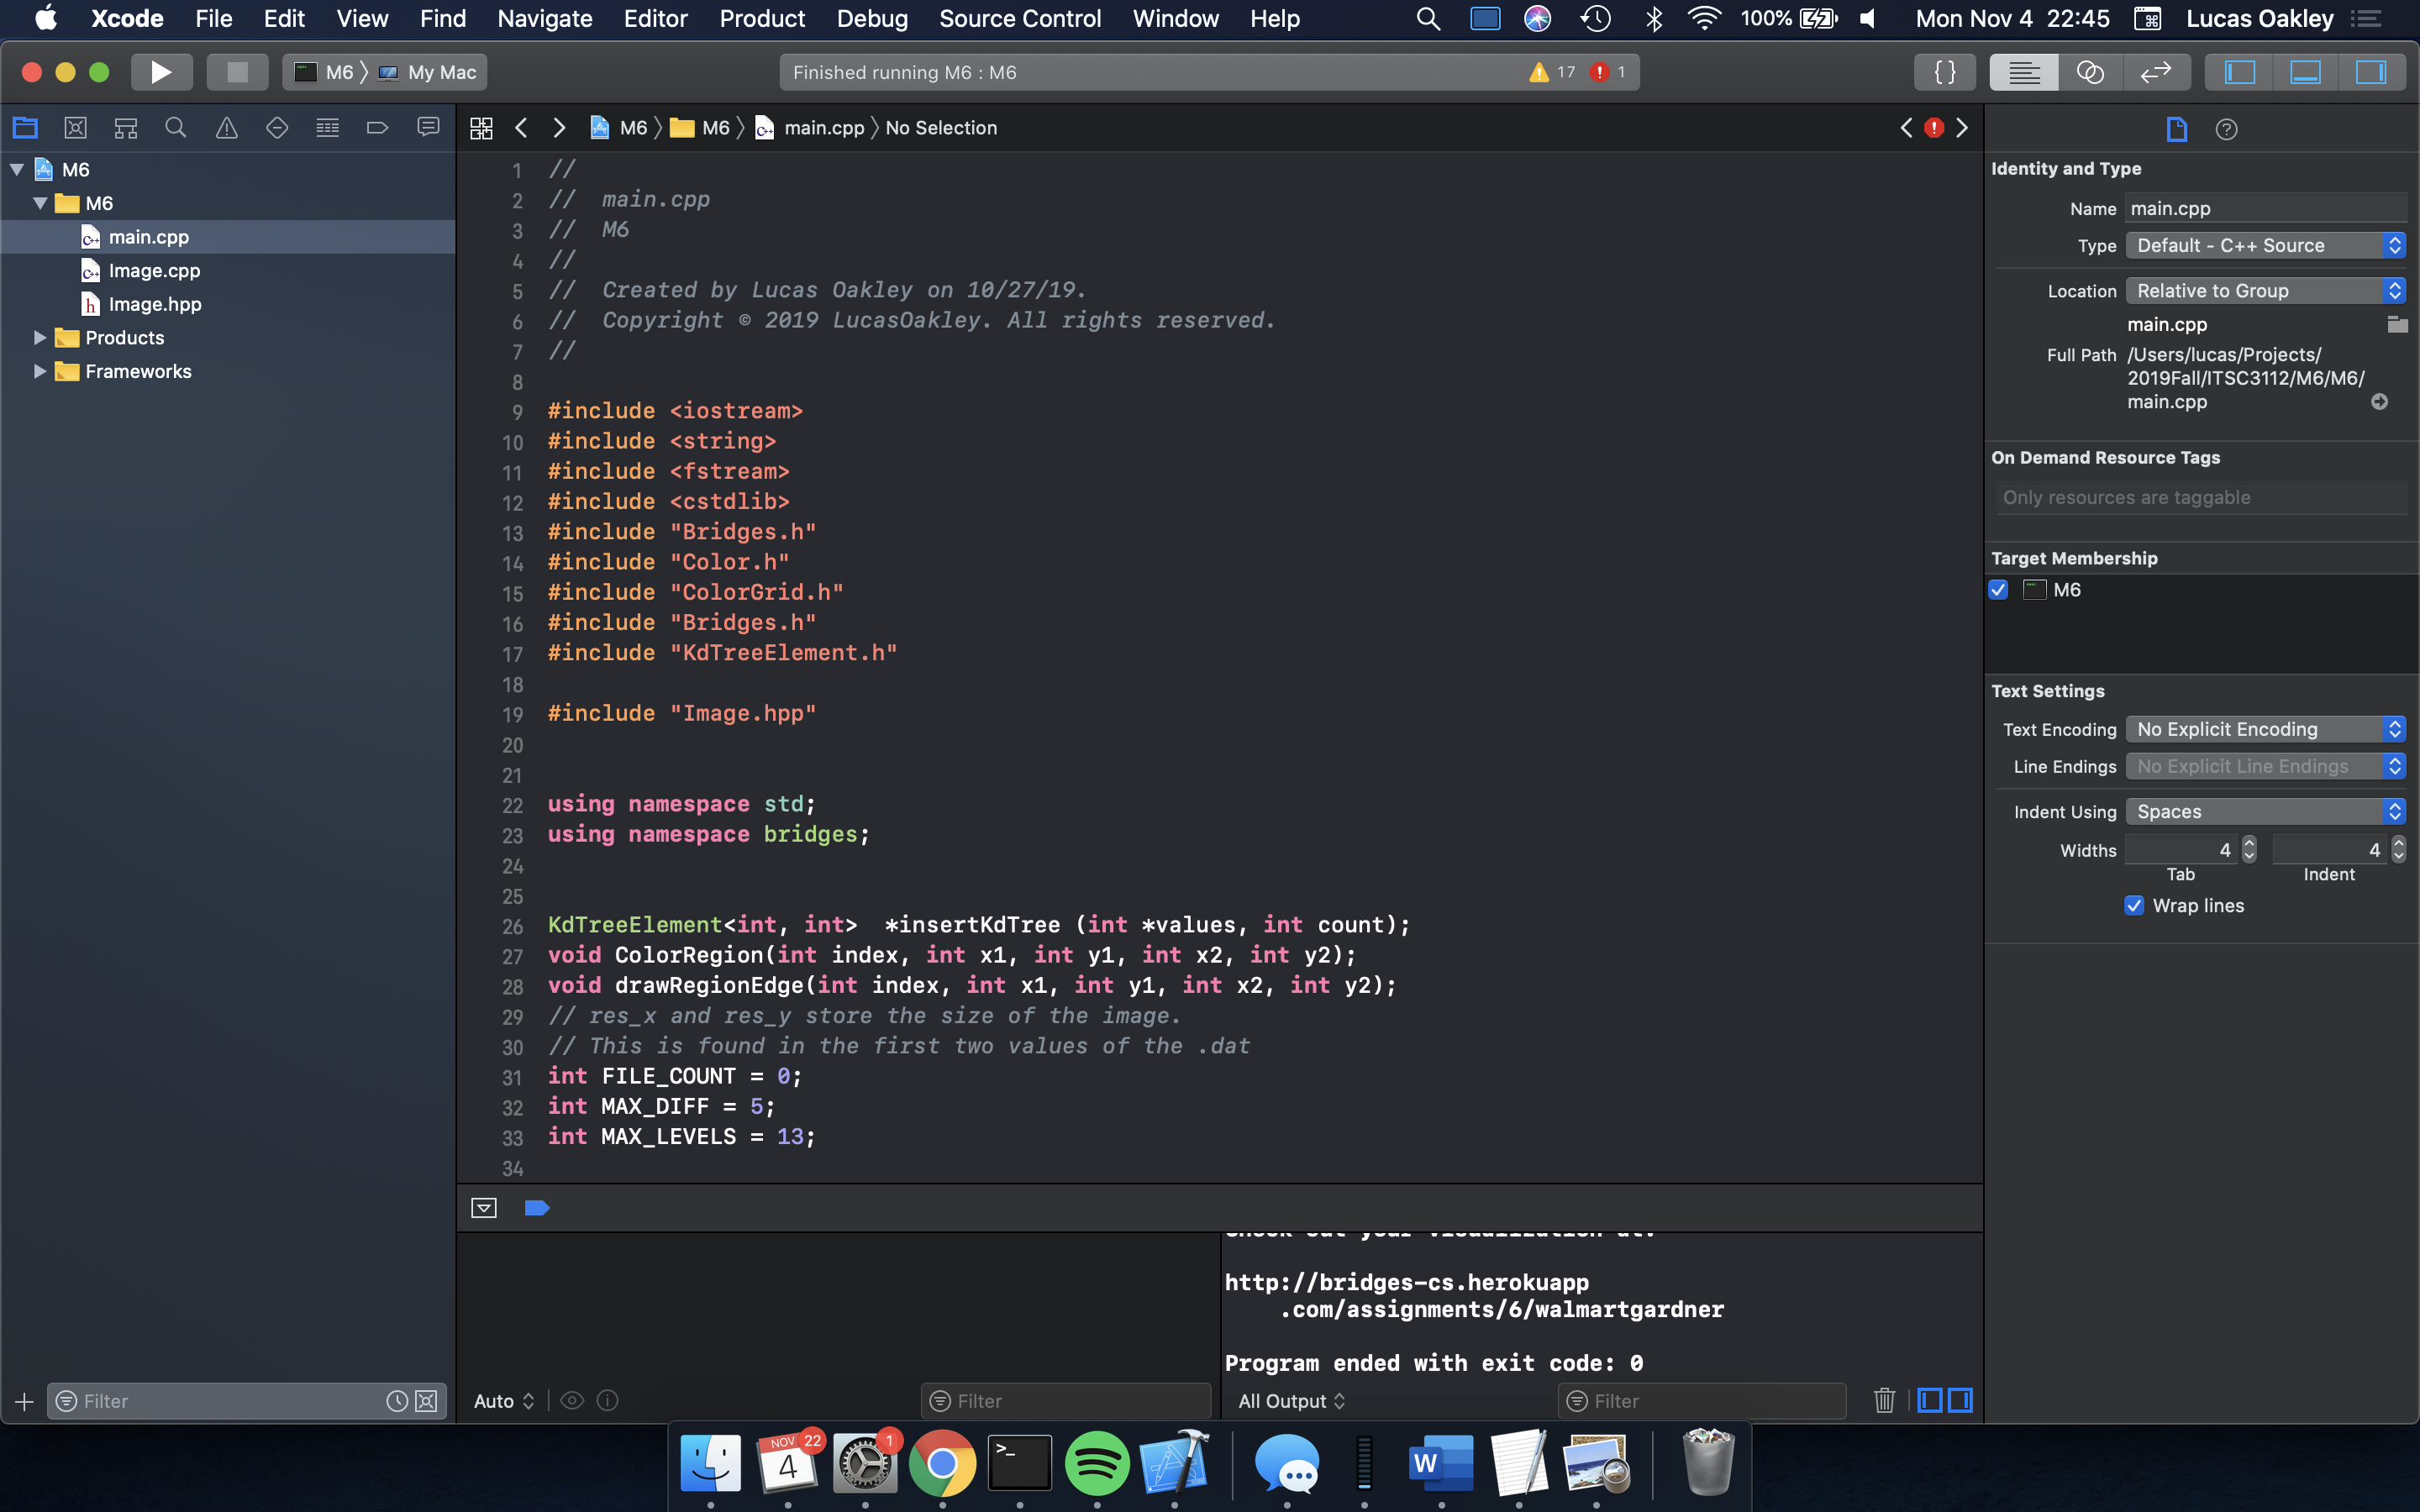 Xcode File Edit View Find Navigate Editor Product Debug Source Control Window Help 100% Mon Nov 4 22:45 Lucas Oakley
M6 My Mac Finished running M6 : M6 17 1 { }
M6 M6 main.cpp No Selection
M6
M6
main.cpp
Image.cpp
Image.hpp
Products
Frameworks
Filter
1 //
2 // main.cpp
3 // M6
4 //
5 // Created by Lucas Oakley on 10/27/19.
6 // Copyright © 2019 LucasOakley. All rights reserved.
7 //
8
9 #include <iostream>
10 #include <string>
11 #include <fstream>
12 #include <cstdlib>
13 #include "Bridges.h"
14 #include "Color.h"
15 #include "ColorGrid.h"
16 #include "Bridges.h"
17 #include "KdTreeElement.h"
18
19 #include "Image.hpp"
20
21
22 using namespace std;
23 using namespace bridges;
24
25
26 KdTreeElement<int, int>  *insertKdTree (int *values, int count);
27 void ColorRegion(int index, int x1, int y1, int x2, int y2);
28 void drawRegionEdge(int index, int x1, int y1, int x2, int y2);
29 // res_x and res_y store the size of the image.
30 // This is found in the first two values of the .dat
31 int FILE_COUNT = 0;
32 int MAX_DIFF = 5;
33 int MAX_LEVELS = 13;
34
Auto Filter
Check out your visualization at:
http://bridges-cs.herokuapp
.com/assignments/6/walmartgardner
Program ended with exit code: 0
All Output Filter
Identity and Type
Name main.cpp
Type Default - C++ Source
Location Relative to Group
main.cpp
Full Path /Users/lucas/Projects/
2019Fall/ITSC3112/M6/M6/
main.cpp
On Demand Resource Tags
Only resources are taggable
Target Membership
M6
Text Settings
Text Encoding No Explicit Encoding
Line Endings No Explicit Line Endings
Indent Using Spaces
Widths 4 4
Tab Indent
Wrap lines
NOV 22 1
4 >_ W